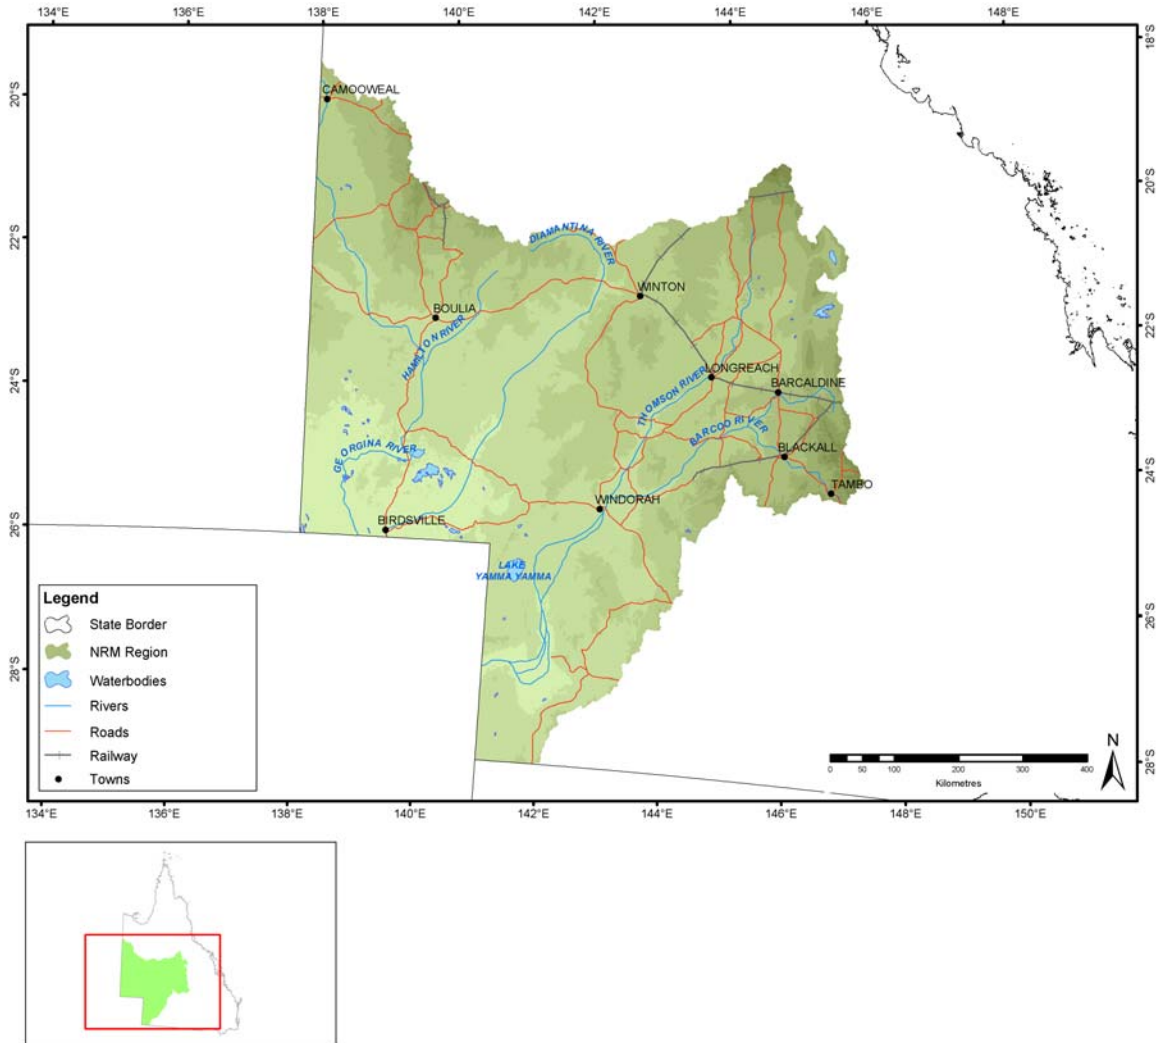 134°E 136°E 138°E 140°E 142°E 144°E 146°E 148°E
18°S
20°S
CAMOOWEAL
20°S
22°S
DIAMANTINA RIVER
WINTON
BOULIA
HAMILTON RIVER
22°S
24°S
LONGREACH
THOMSON RIVER
BARCALDINE
BARCOO RIVER
GEORGINA RIVER
BLACKALL
24°S
TAMBO
WINDORAH
26°S
BIRDSVILLE
LAKE
YAMMA YAMMA
Legend
State Border
26°S
NRM Region
28°S
Waterbodies
Rivers
Roads
Railway
Towns
N
28°S
0 50 100 200 300 400
Kilometres
134°E 136°E 138°E 140°E 142°E 144°E 146°E 148°E 150°E